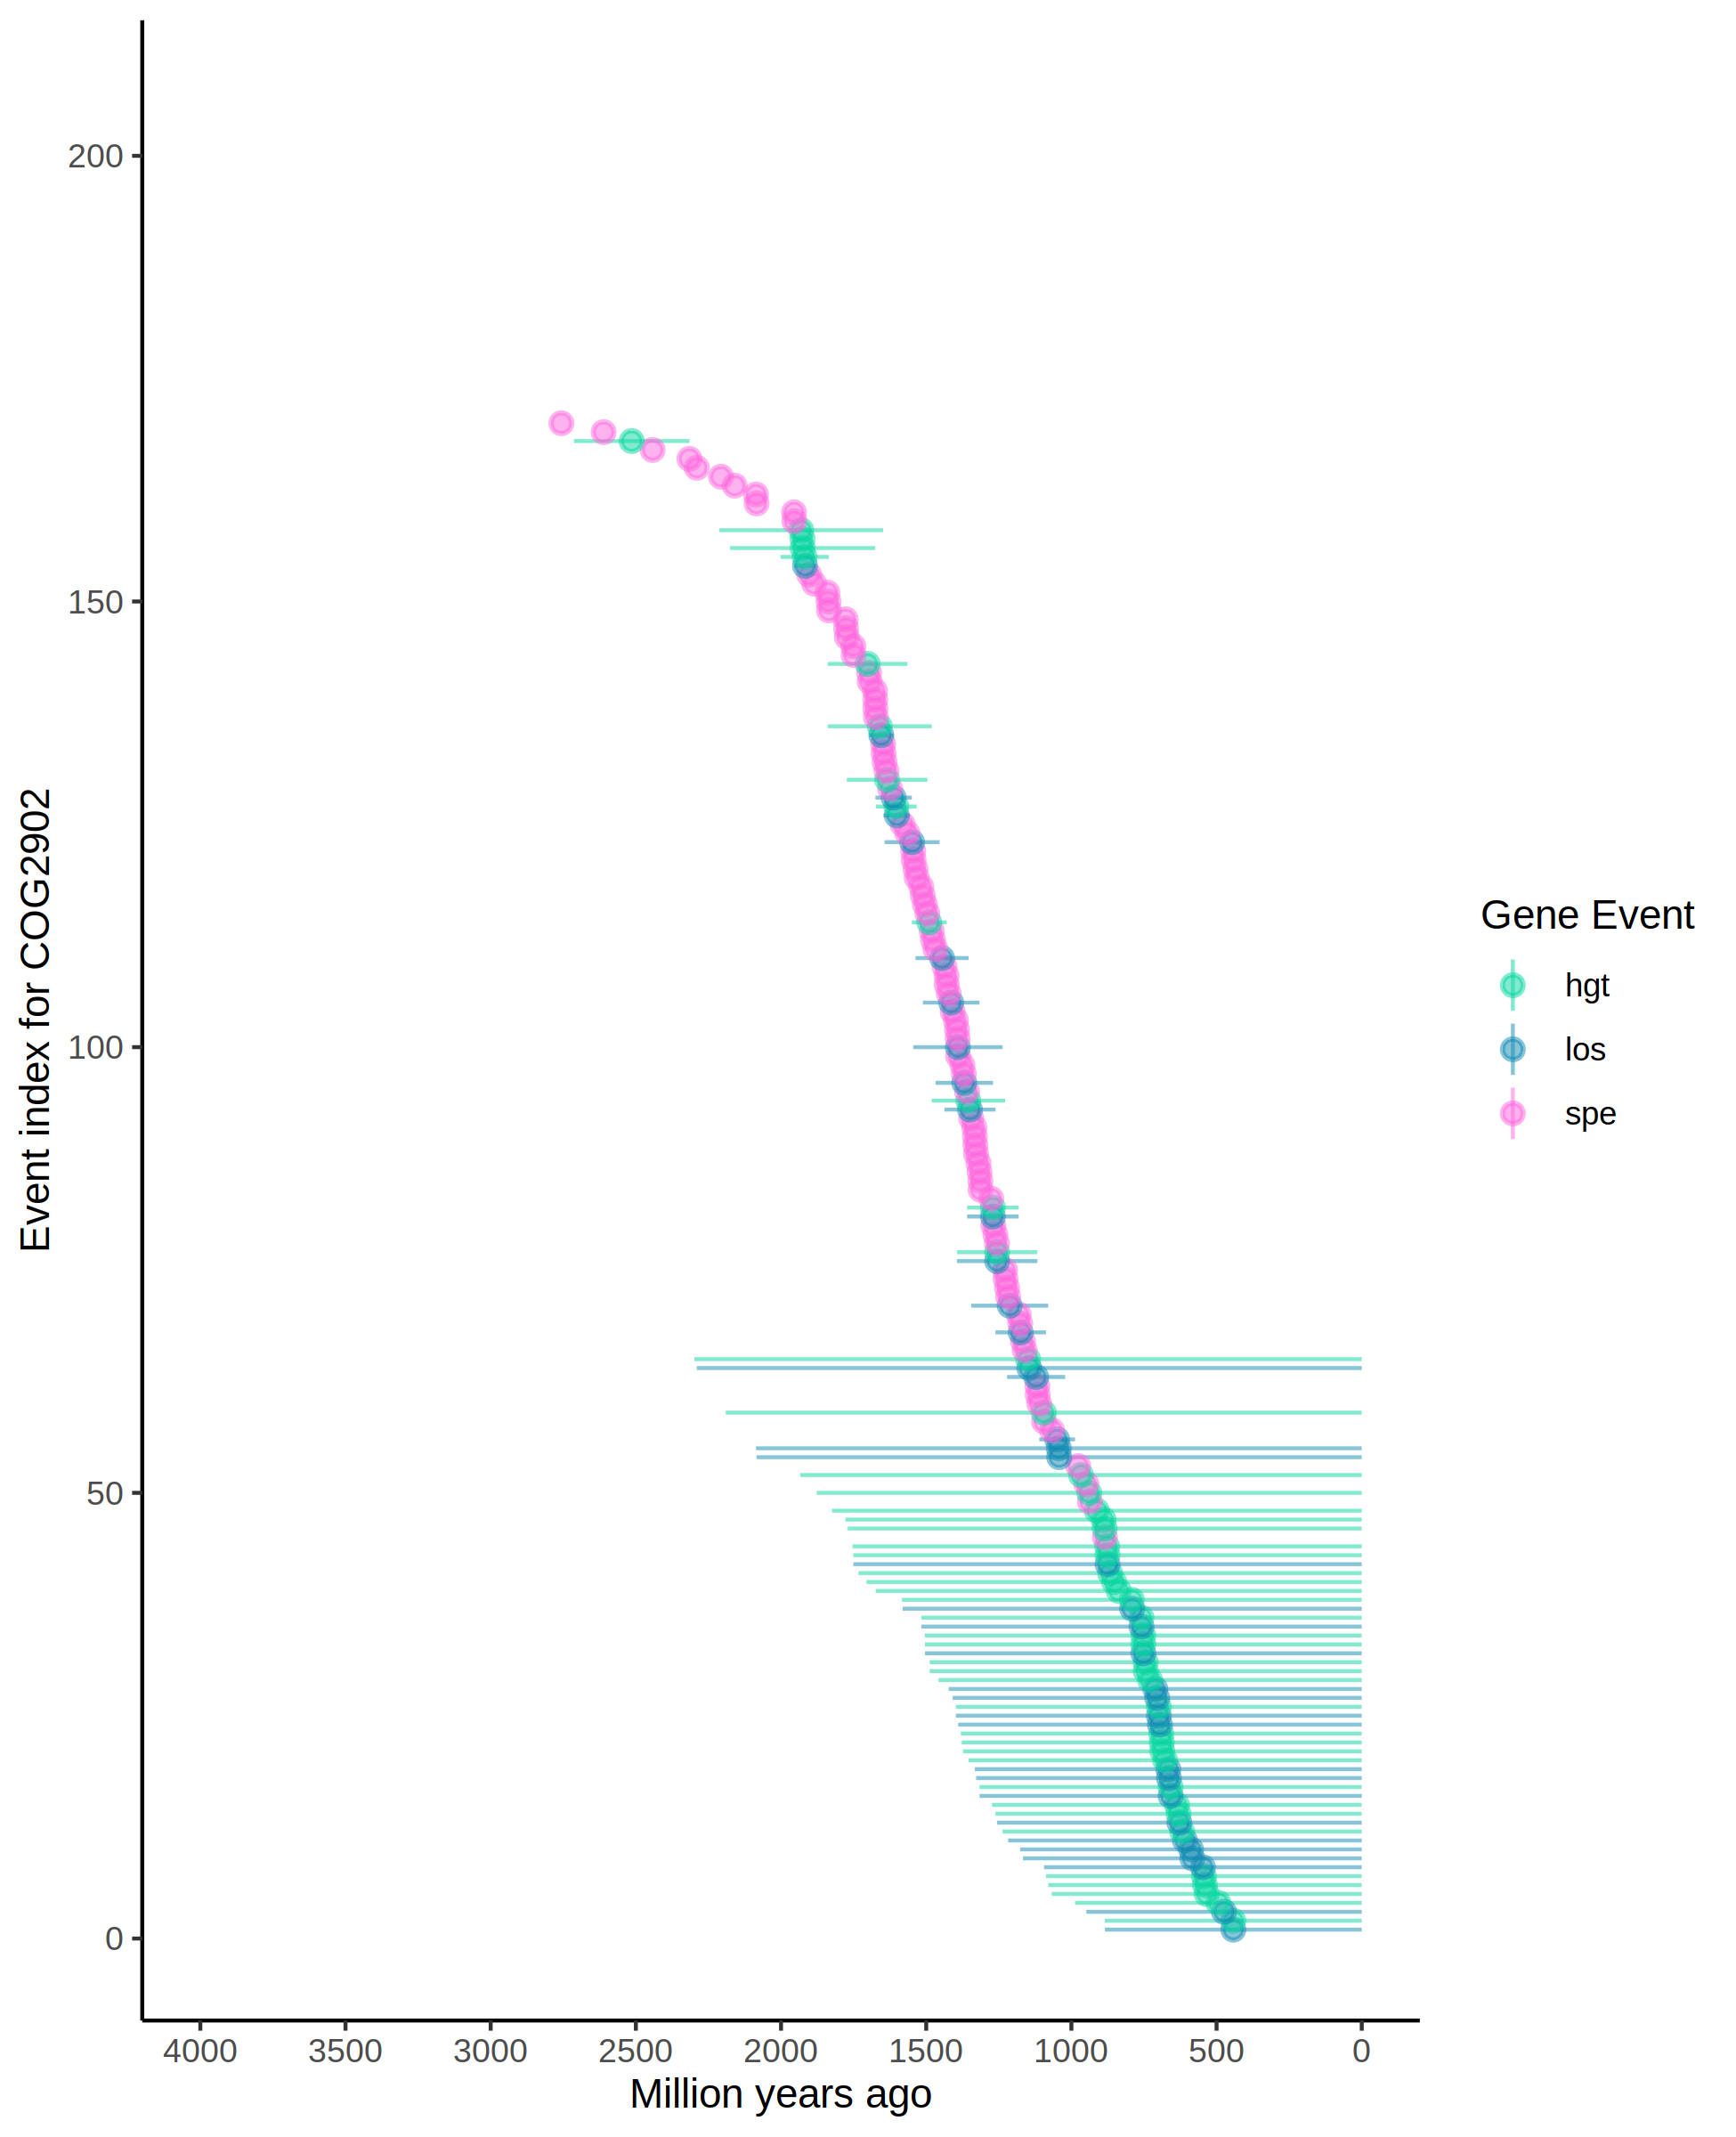 Event index for COG2902
200
150
100
50
0
4000 3500 3000 2500 2000 1500 1000 500 0
Million years ago
Gene Event
hgt
los
spe